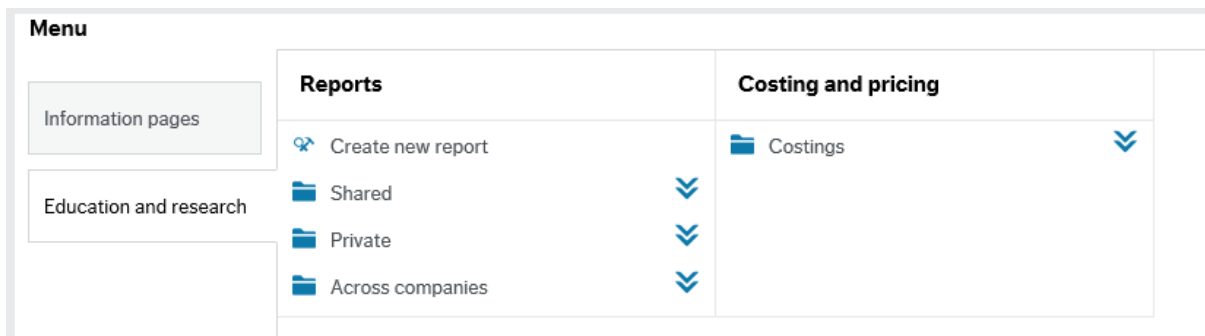 Menu
Information pages
Education and research
Reports
Create new report
Shared
Private
Across companies
Costing and pricing
Costings